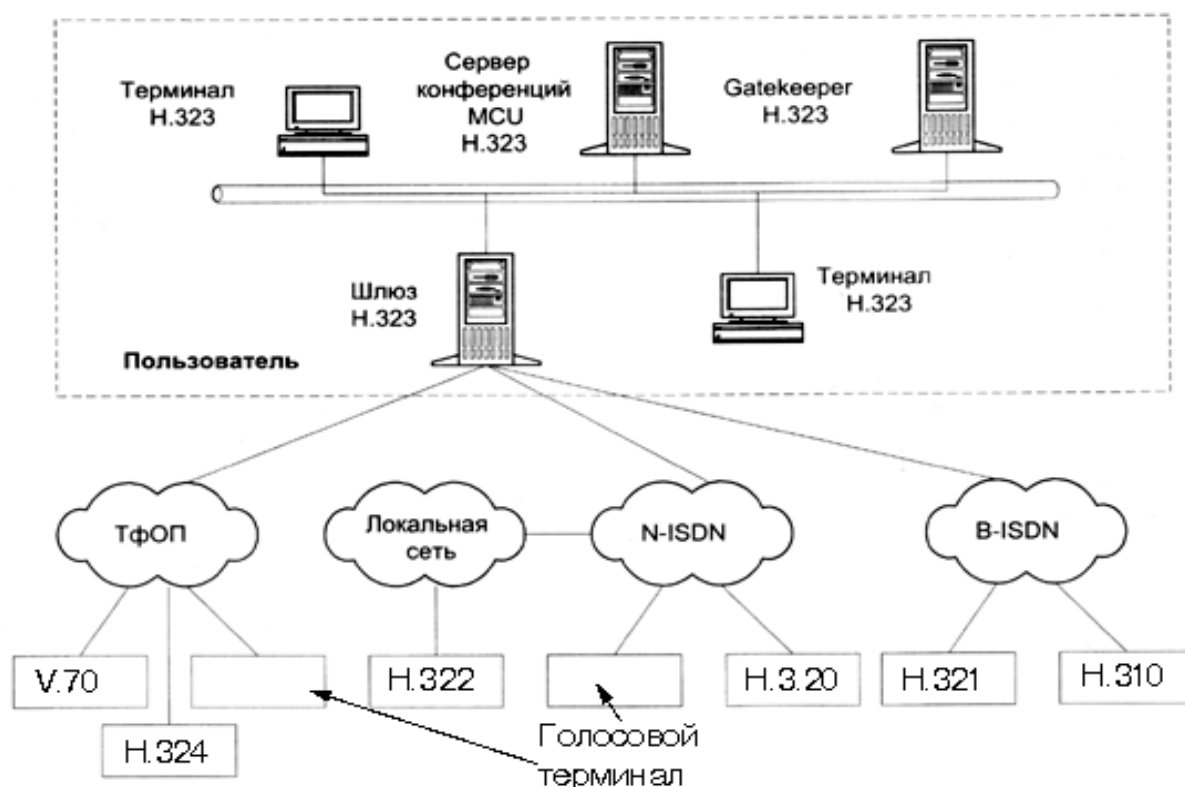 Терминал
H.323
Сервер
конференций
MCU
H.323
Gatekeeper
H.323
Шлюз
H.323
Терминал
H.323
Пользователь
ТфОП
Локальная
сеть
N-ISDN
B-ISDN
V.70
H.324
H.322
H.3.20
H.321
H.310
Голосовой
терминал